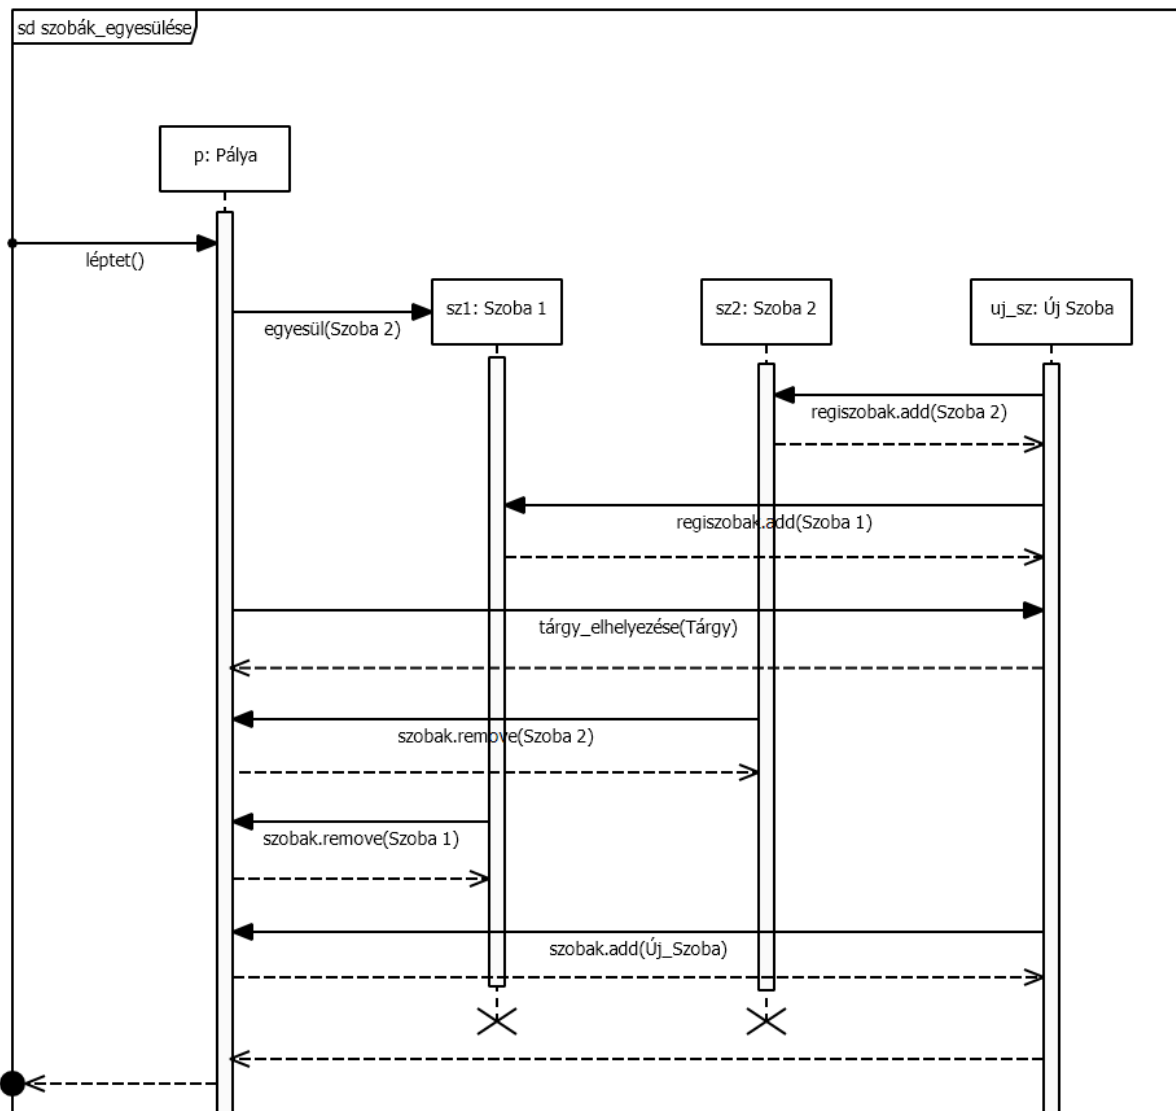 sd szobák_egyesülése
p: Pálya
léptet()
sz1: Szoba 1
sz2: Szoba 2
uj_sz: Új Szoba
egyesül(Szoba 2)
regiszobak.add(Szoba 2)
regiszobak.add(Szoba 1)
tárgy_elhelyezése(Tárgy)
szobak.remove(Szoba 2)
szobak.remove(Szoba 1)
szobak.add(Új_Szoba)